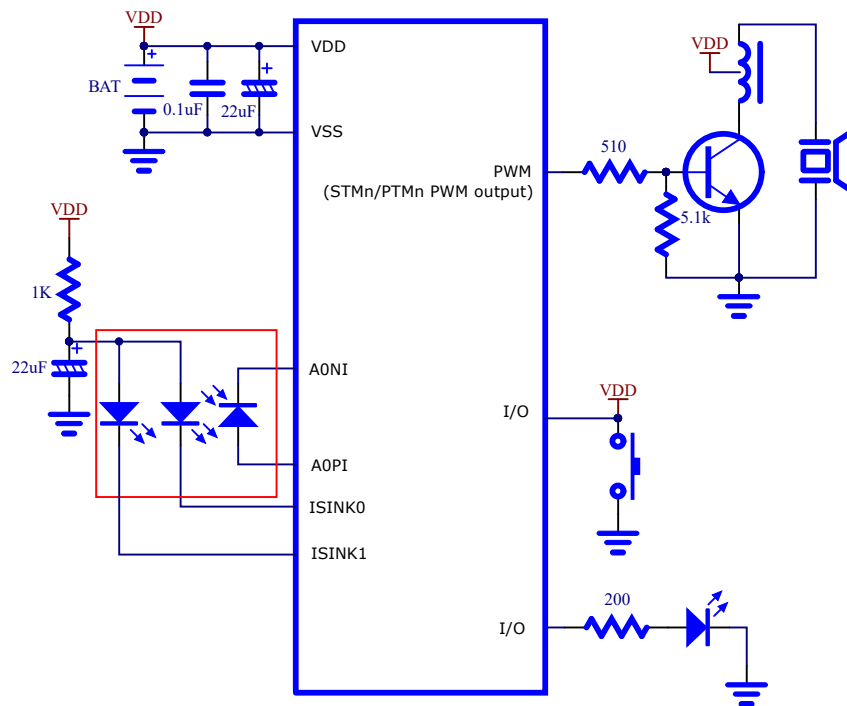 VDD
VDD
BAT
0.1uF
22uF
VSS
VDD
PWM
510
(STMn/PTMn PWM output)
5.1k
VDD
1K
22uF
A0NI
VDD
I/O
A0PI
ISINK0
ISINK1
200
I/O